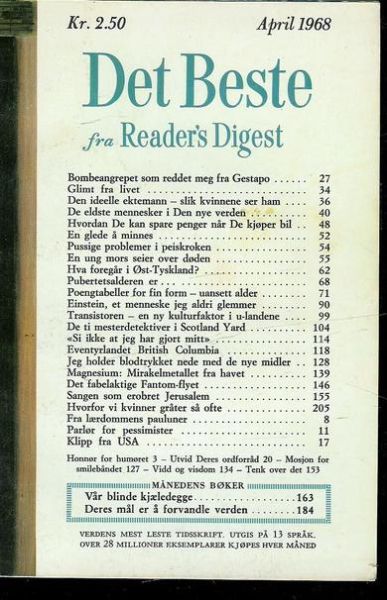 Kr. 2.50 April 1968
Det Beste
fra Reader's Digest
Bombeangrepet som reddet meg fra Gestapo ...... 27
Glimt fra livet ...... 34
Den ideelle ektemann – slik kvinnene ser ham .... 36
De eldste mennesker i Den nye verden ...... 40
Hvordan De kan spare penger når De kjøper bil .. 48
En glede å minnes ...... 52
Pussige problemer i peiskroken ...... 54
En ung mors seier over døden ...... 55
Hva foregår i Øst-Tyskland? ...... 62
Pubertetsalderen er ... ...... 68
Poengtabeller for fin form – uansett alder ...... 71
Einstein, et menneske jeg aldri glemmer ...... 90
Transistoren – en ny kulturfaktor i u-landene ... 99
De ti mesterdetektiver i Scotland Yard ...... 104
«Si ikke at jeg har gjort mitt» ...... 114
Eventyrlandet British Columbia ...... 118
Jeg holder blodtrykket nede med de nye midler .. 128
Magnesium: Mirakelmetallet fra havet ...... 139
Det fabelaktige Fantom-flyet ...... 146
Sangen som erobret Jerusalem ...... 155
Hvorfor vi kvinner gråter så ofte ...... 205
Fra lærdommens pauluner ...... 8
Parlør for pessimister ...... 11
Klipp fra USA ...... 17
Honnør for humøret 3 – Utvid Deres ordforråd 20 – Mosjon for
smilebåndet 127 – Vidd og visdom 134 – Tenk over det 153
MÅNEDENS BØKER
Vår blinde kjæledegge ...... 163
Deres mål er å forvandle verden ...... 184
VERDENS MEST LESTE TIDSSKRIFT. UTGIS PÅ 13 SPRÅK.
OVER 28 MILLIONER EKSEMPLARER KJØPES HVER MÅNED